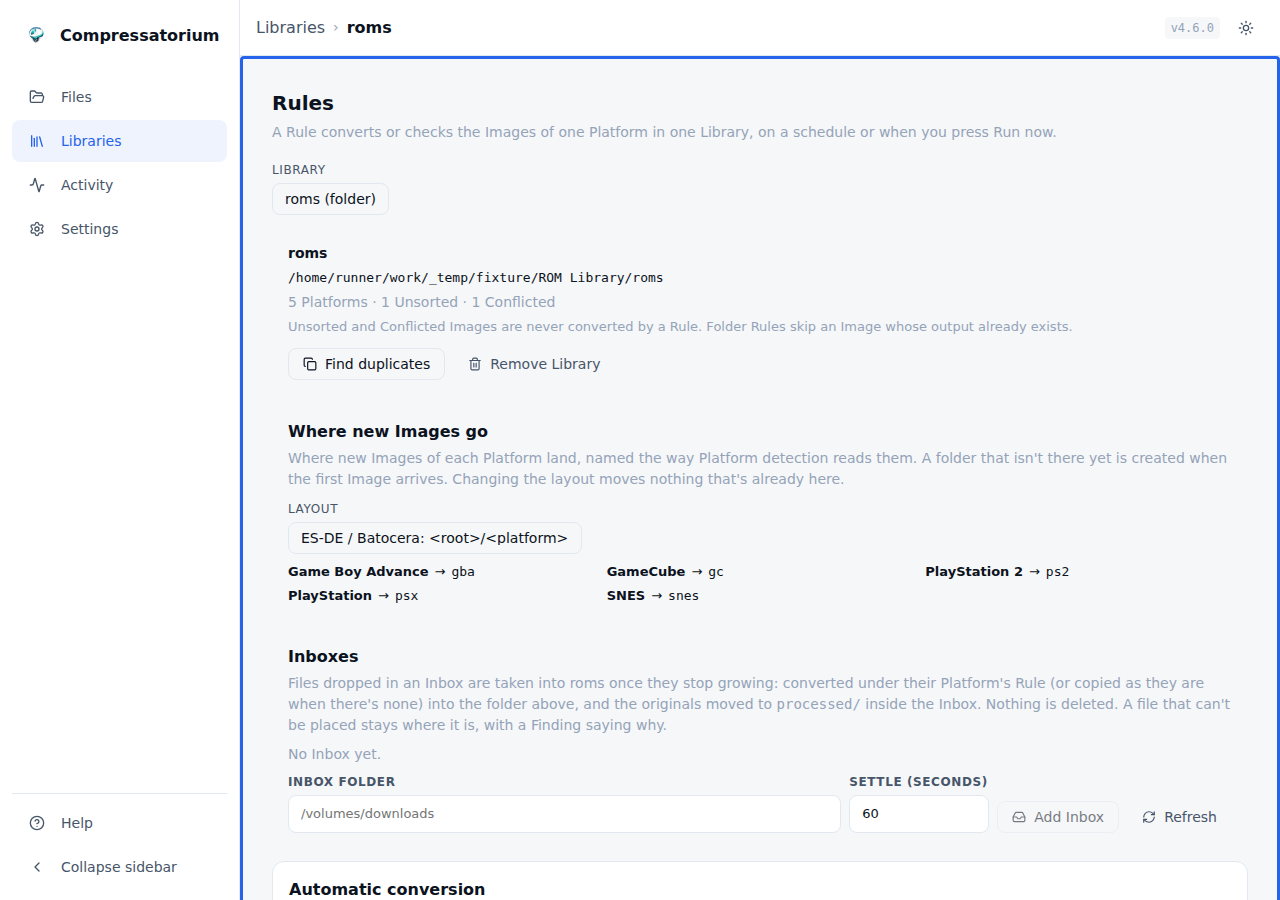 Compressatorium
Libraries › roms
v4.6.0
Files
Libraries
Activity
Settings
Help
Collapse sidebar
Rules
A Rule converts or checks the Images of one Platform in one Library, on a schedule or when you press Run now.
LIBRARY
roms (folder)
roms
/home/runner/work/_temp/fixture/ROM Library/roms
5 Platforms · 1 Unsorted · 1 Conflicted
Unsorted and Conflicted Images are never converted by a Rule. Folder Rules skip an Image whose output already exists.
Find duplicates
Remove Library
Where new Images go
Where new Images of each Platform land, named the way Platform detection reads them. A folder that isn't there yet is created when
the first Image arrives. Changing the layout moves nothing that's already here.
LAYOUT
ES-DE / Batocera: <root>/<platform>
Game Boy Advance → gba
GameCube → gc
PlayStation 2 → ps2
PlayStation → psx
SNES → snes
Inboxes
Files dropped in an Inbox are taken into roms once they stop growing: converted under their Platform's Rule (or copied as they are
when there's none) into the folder above, and the originals moved to processed/ inside the Inbox. Nothing is deleted. A file that can't
be placed stays where it is, with a Finding saying why.
No Inbox yet.
INBOX FOLDER
SETTLE (SECONDS)
/volumes/downloads
60
Add Inbox
Refresh
Automatic conversion